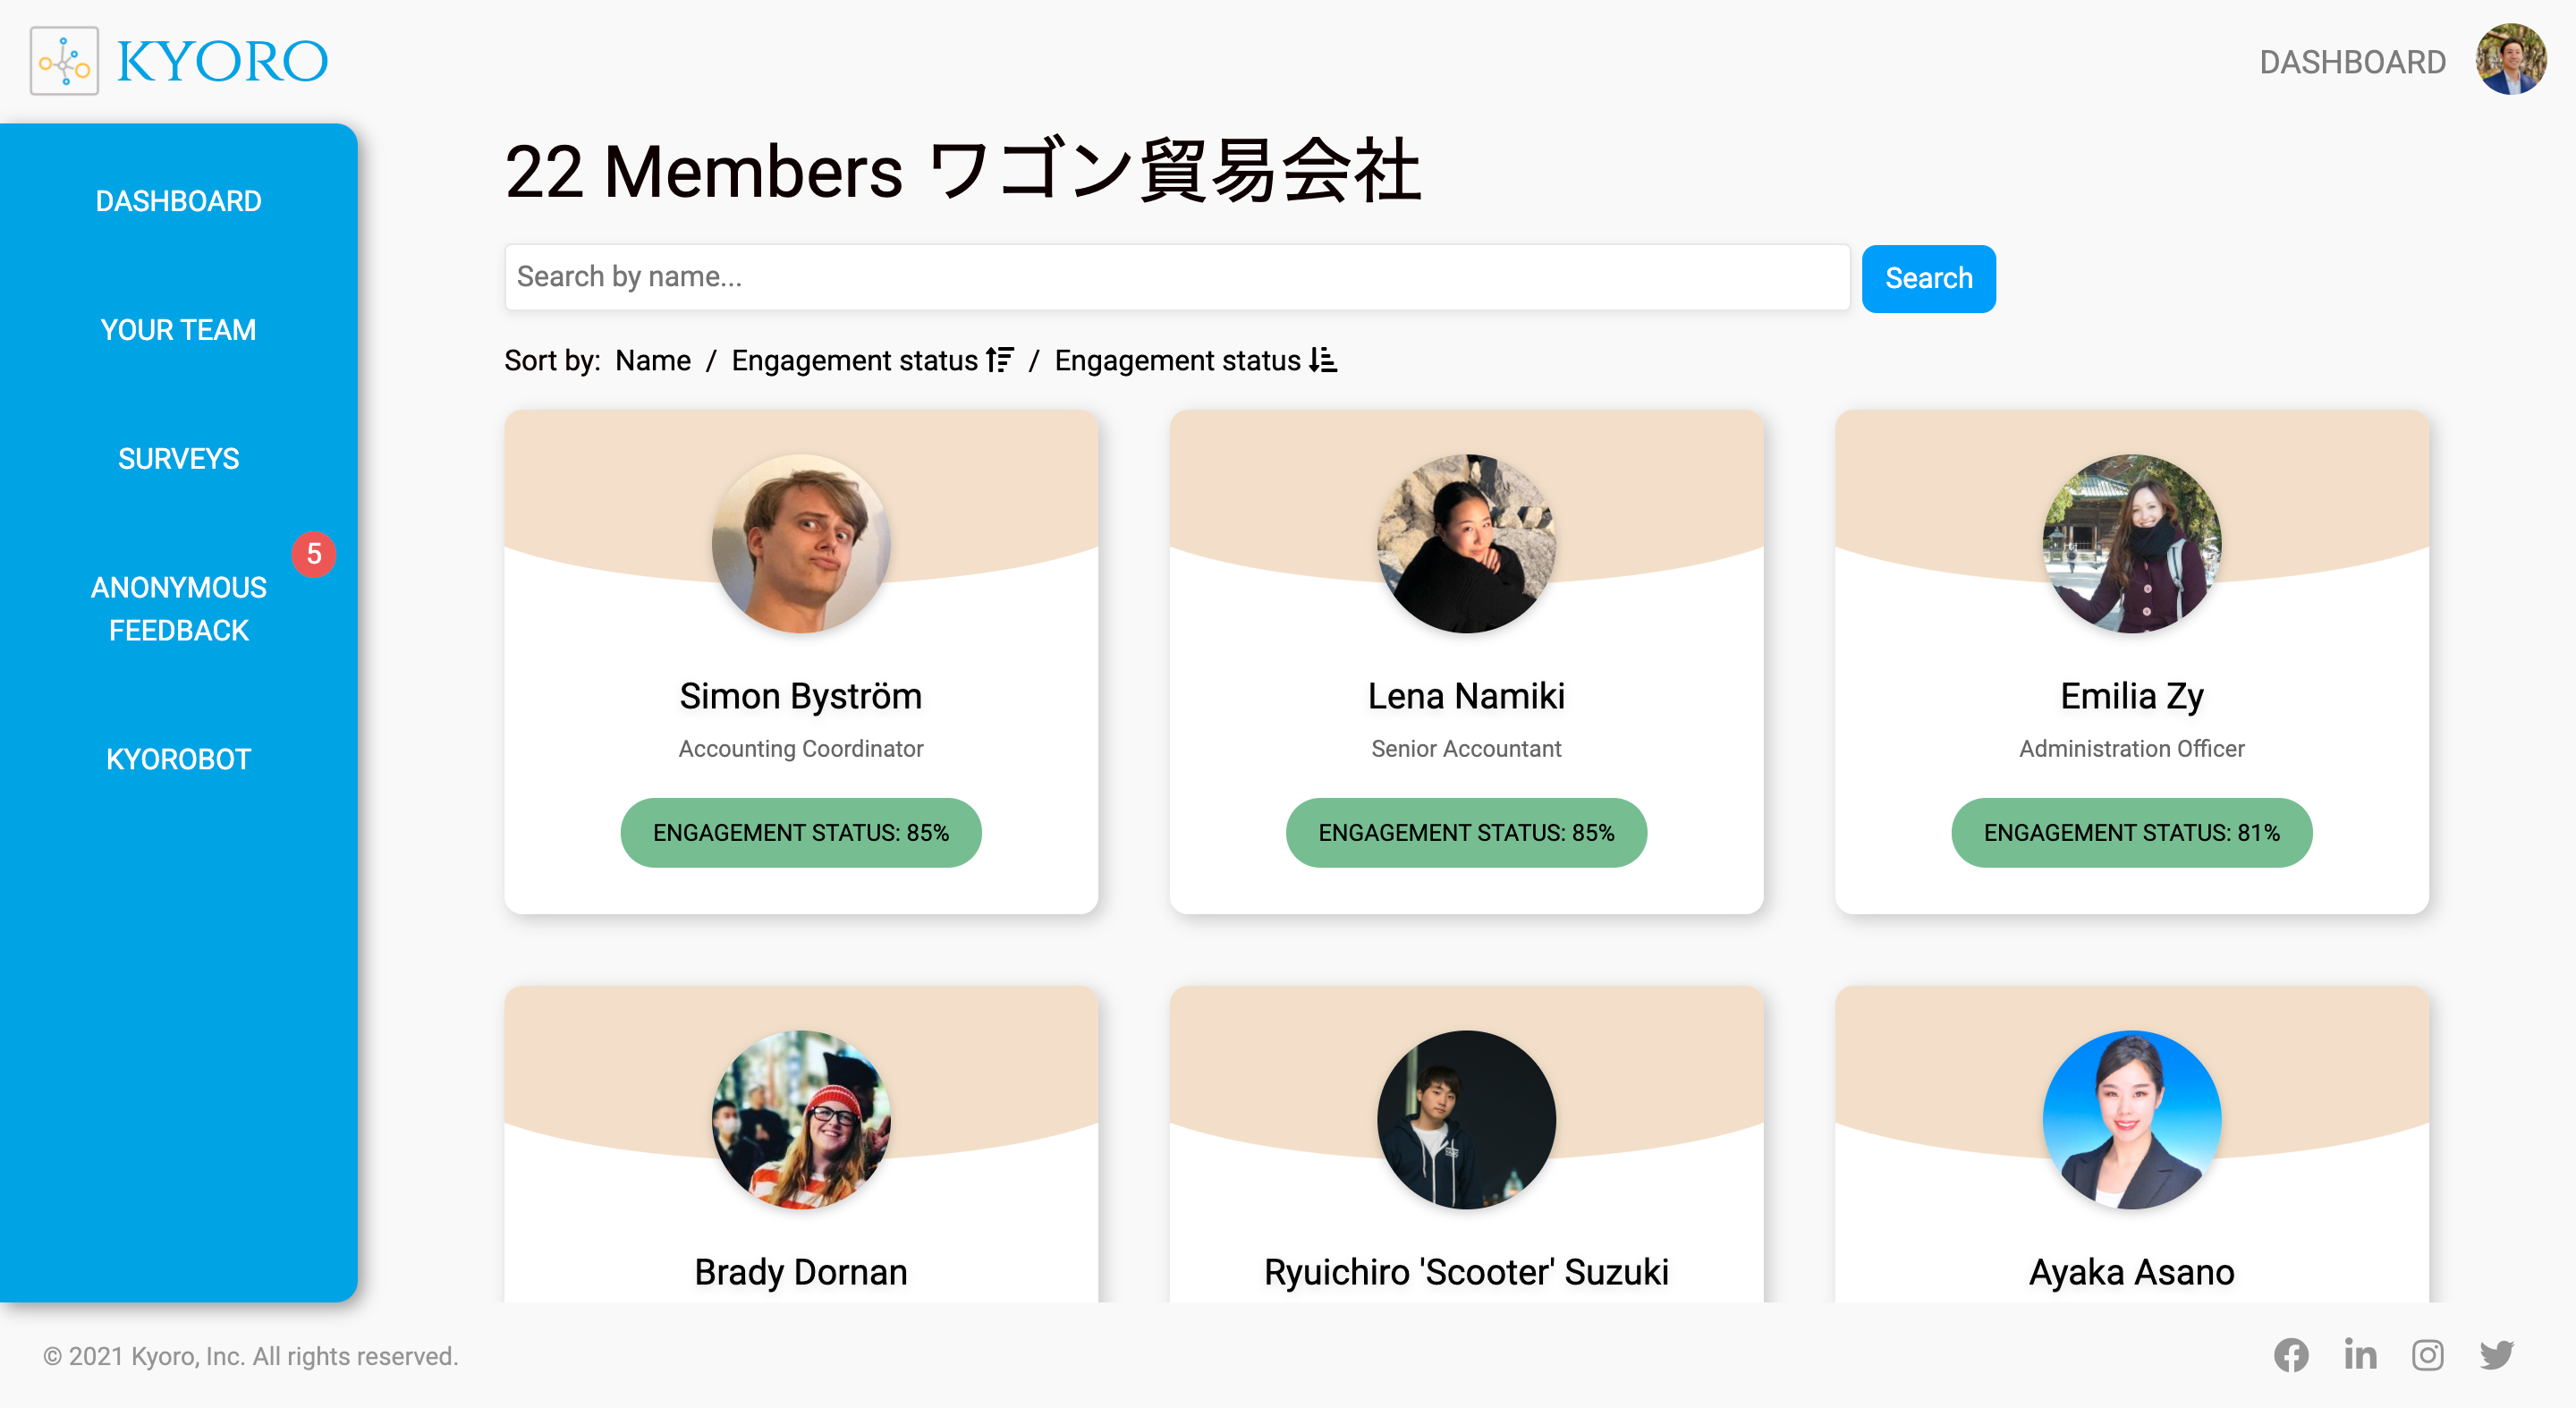 KYORO
DASHBOARD
DASHBOARD
YOUR TEAM
SURVEYS
5
ANONYMOUS
FEEDBACK
KYOROBOT
22 Members ワゴン貿易会社
Search by name...
Search
Sort by: Name / Engagement status / Engagement status
Simon Byström
Accounting Coordinator
ENGAGEMENT STATUS: 85%
Lena Namiki
Senior Accountant
ENGAGEMENT STATUS: 85%
Emilia Zy
Administration Officer
ENGAGEMENT STATUS: 81%
Brady Dornan
Ryuichiro 'Scooter' Suzuki
Ayaka Asano
© 2021 Kyoro, Inc. All rights reserved.